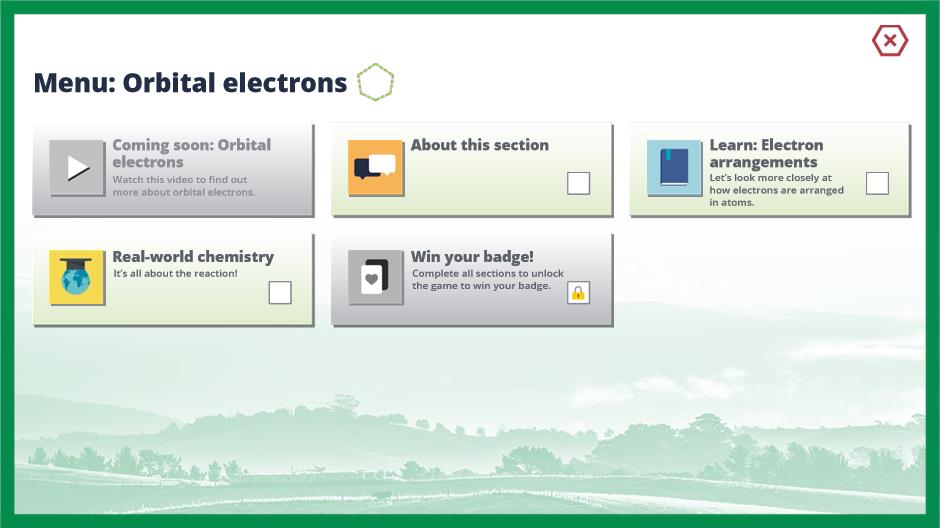 Menu: Orbital electrons
Coming soon: Orbital
electrons
Watch this video to find out
more about orbital electrons.
About this section
Learn: Electron
arrangements
Let's look more closely at
how electrons are arranged
in atoms.
Real-world chemistry
It's all about the reaction!
Win your badge!
Complete all sections to unlock
the game to win your badge.